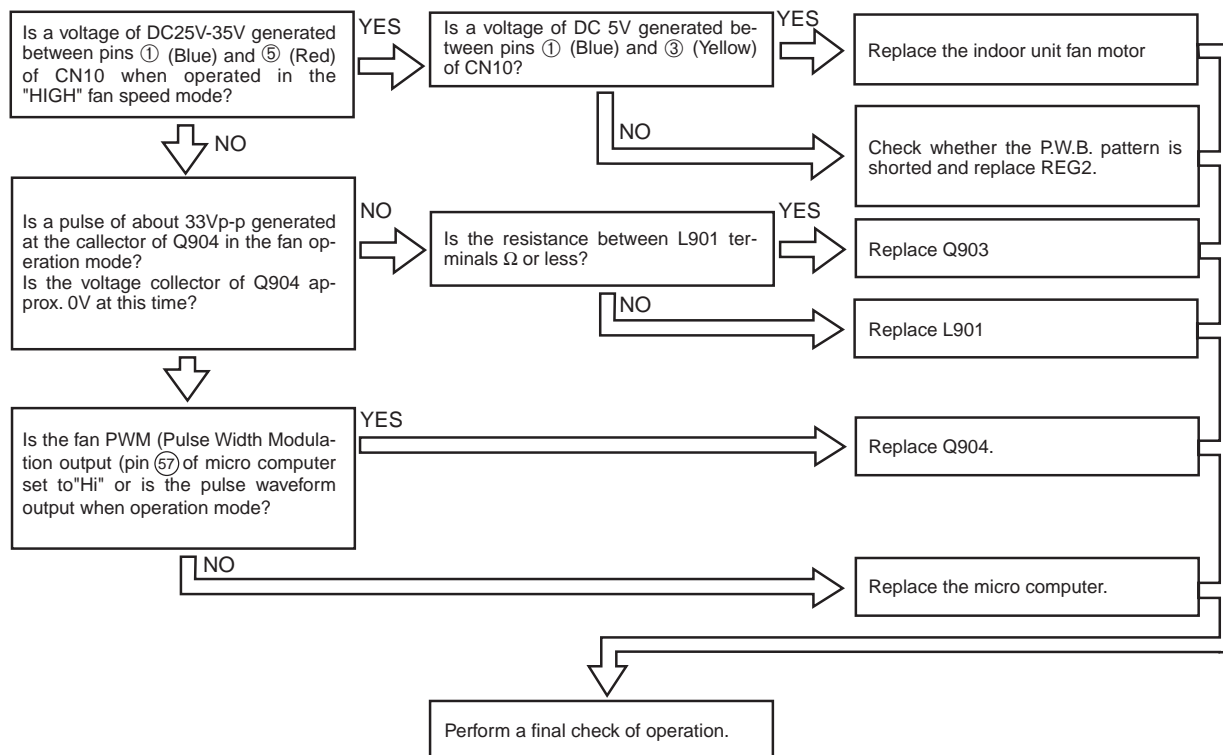 Is a voltage of DC25V-35V generated
between pins ① (Blue) and ⑤ (Red)
of CN10 when operated in the
"HIGH" fan speed mode?
YES
Is a voltage of DC 5V generated be-
tween pins ① (Blue) and ③ (Yellow)
of CN10?
YES
Replace the indoor unit fan motor
NO
NO
Check whether the P.W.B. pattern is
shorted and replace REG2.
Is a pulse of about 33Vp-p generated
at the callector of Q904 in the fan op-
eration mode?
Is the voltage collector of Q904 ap-
prox. 0V at this time?
NO
Is the resistance between L901 ter-
minals Ω or less?
YES
Replace Q903
NO
Replace L901
Is the fan PWM (Pulse Width Modula-
tion output (pin 57 of micro computer
set to"Hi" or is the pulse waveform
output when operation mode?
YES
Replace Q904.
NO
Replace the micro computer.
Perform a final check of operation.